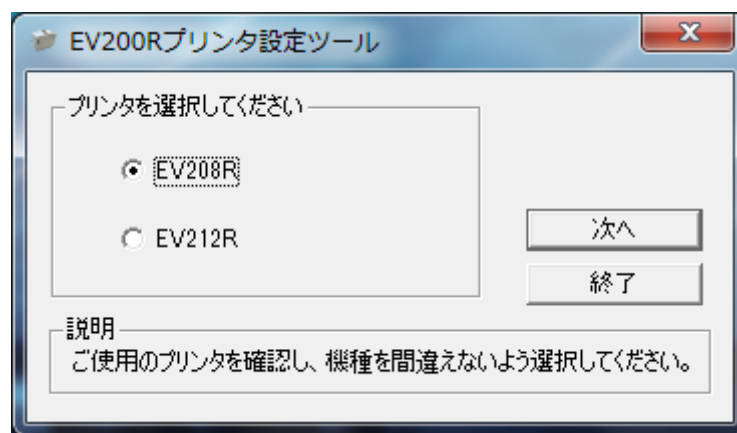 EV200Rプリンタ設定ツール
プリンタを選択してください
EV208R
EV212R
次へ
終了
説明
ご使用のプリンタを確認し、機種を間違えないよう選択してください。